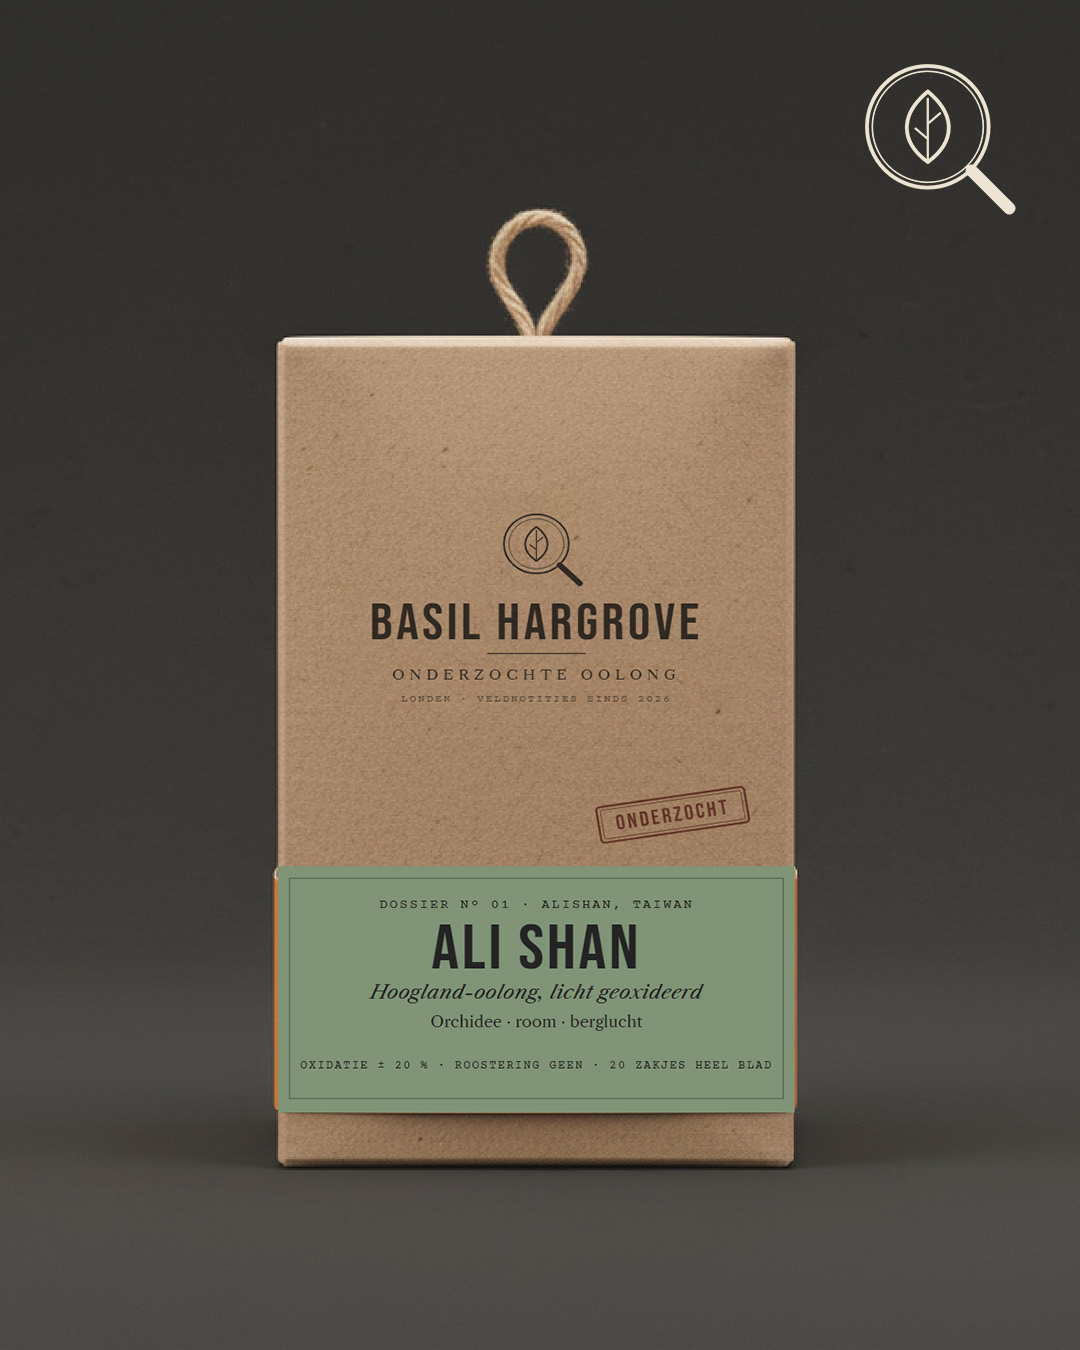 BASIL HARGROVE
ONDERZOCHTE OOLONG
LONDEN · VELDNOTITIES SINDS 2026
ONDERZOCHT
DOSSIER Nº 01 · ALISHAN, TAIWAN
ALI SHAN
Hoogland-oolong, licht geoxideerd
Orchidee · room · berglucht
OXIDATIE ± 20 % · ROOSTERING GEEN · 20 ZAKJES HEEL BLAD